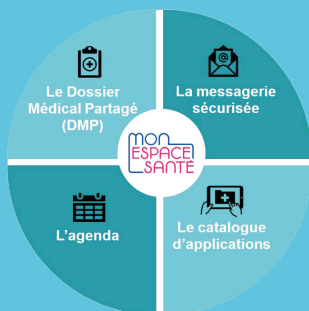 Le Dossier
Médical Partagé
(DMP)
La messagerie
sécurisée
mon
ESPACE
SANTÉ
L'agenda
Le catalogue
d'applications